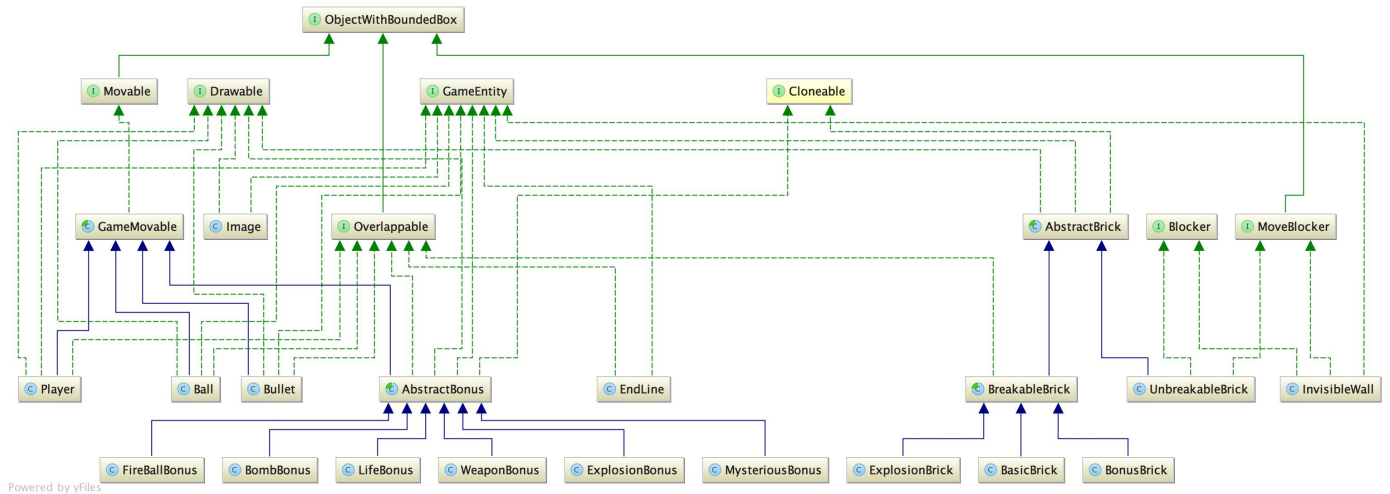 ObjectWithBoundedBox
Movable
Drawable
GameEntity
Cloneable
GameMovable
Image
Overlappable
AbstractBrick
Blocker
MoveBlocker
Player
Ball
Bullet
AbstractBonus
EndLine
BreakableBrick
UnbreakableBrick
InvisibleWall
FireBallBonus
BombBonus
LifeBonus
WeaponBonus
ExplosionBonus
MysteriousBonus
ExplosionBrick
BasicBrick
BonusBrick
Powered by yFiles